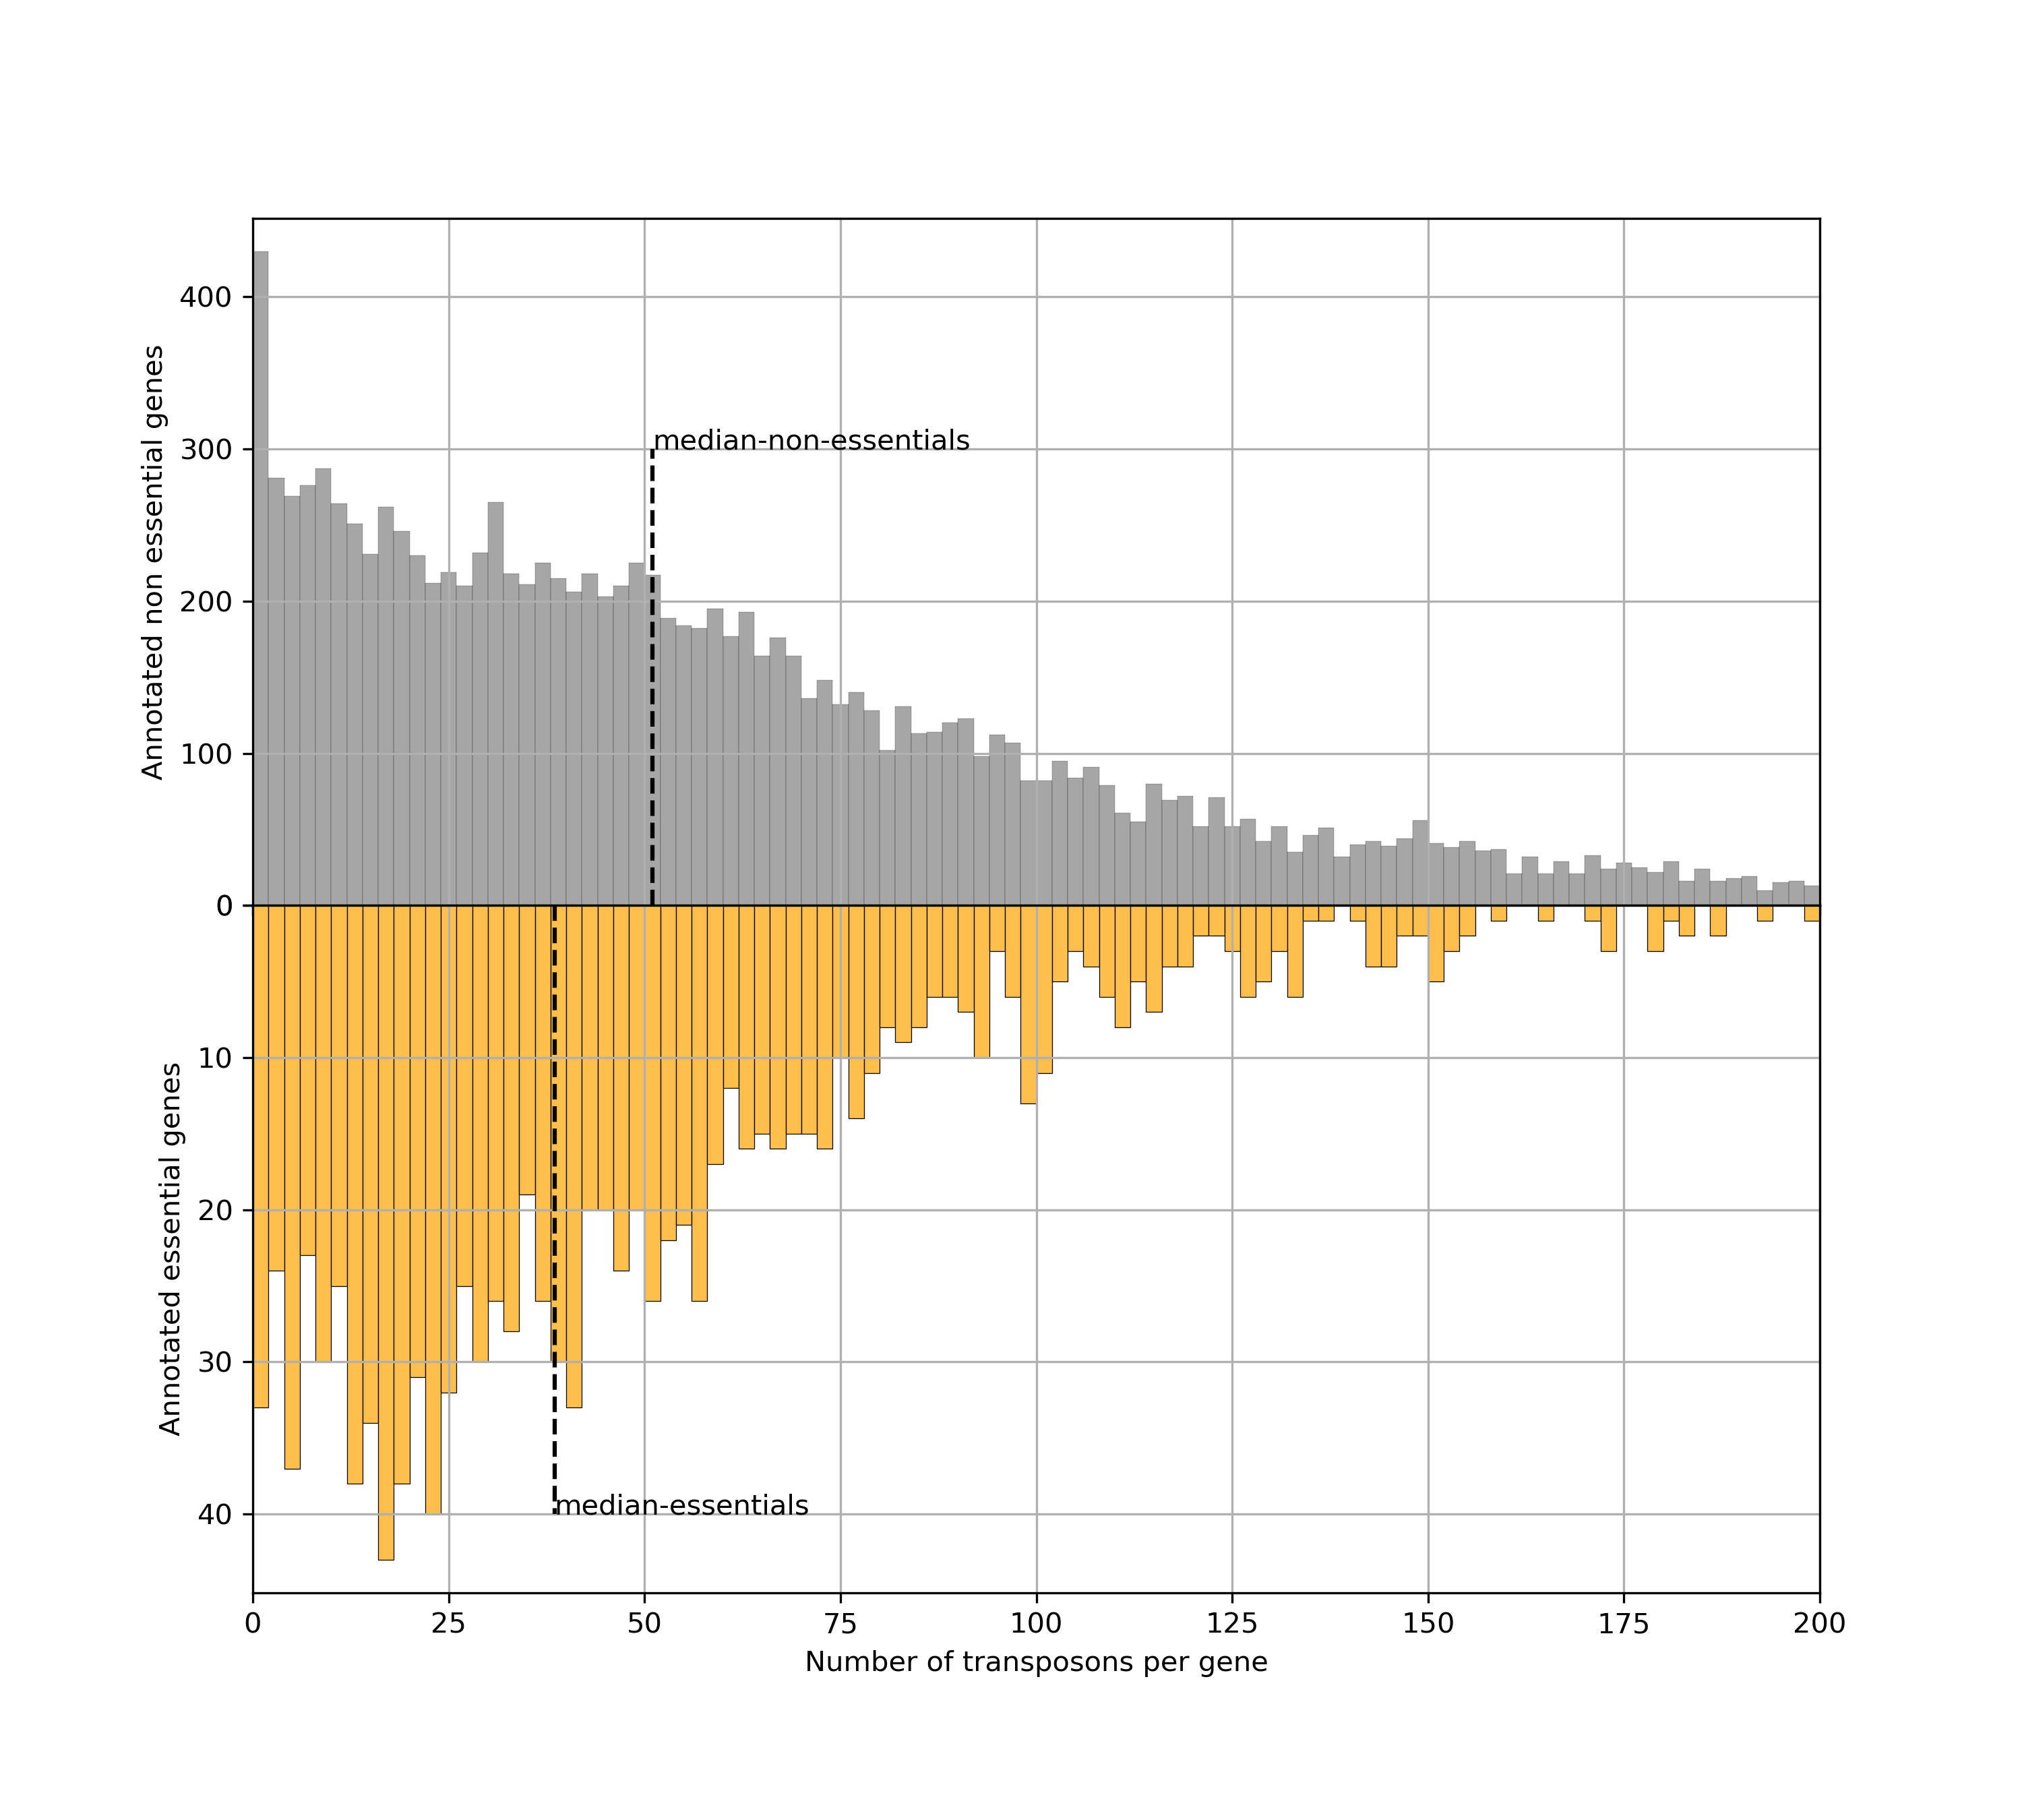 400
300
200
100
0
Annotated non essential genes
median-non-essentials
10
20
30
40
Annotated essential genes
median-essentials
0 25 50 75 100 125 150 175 200
Number of transposons per gene